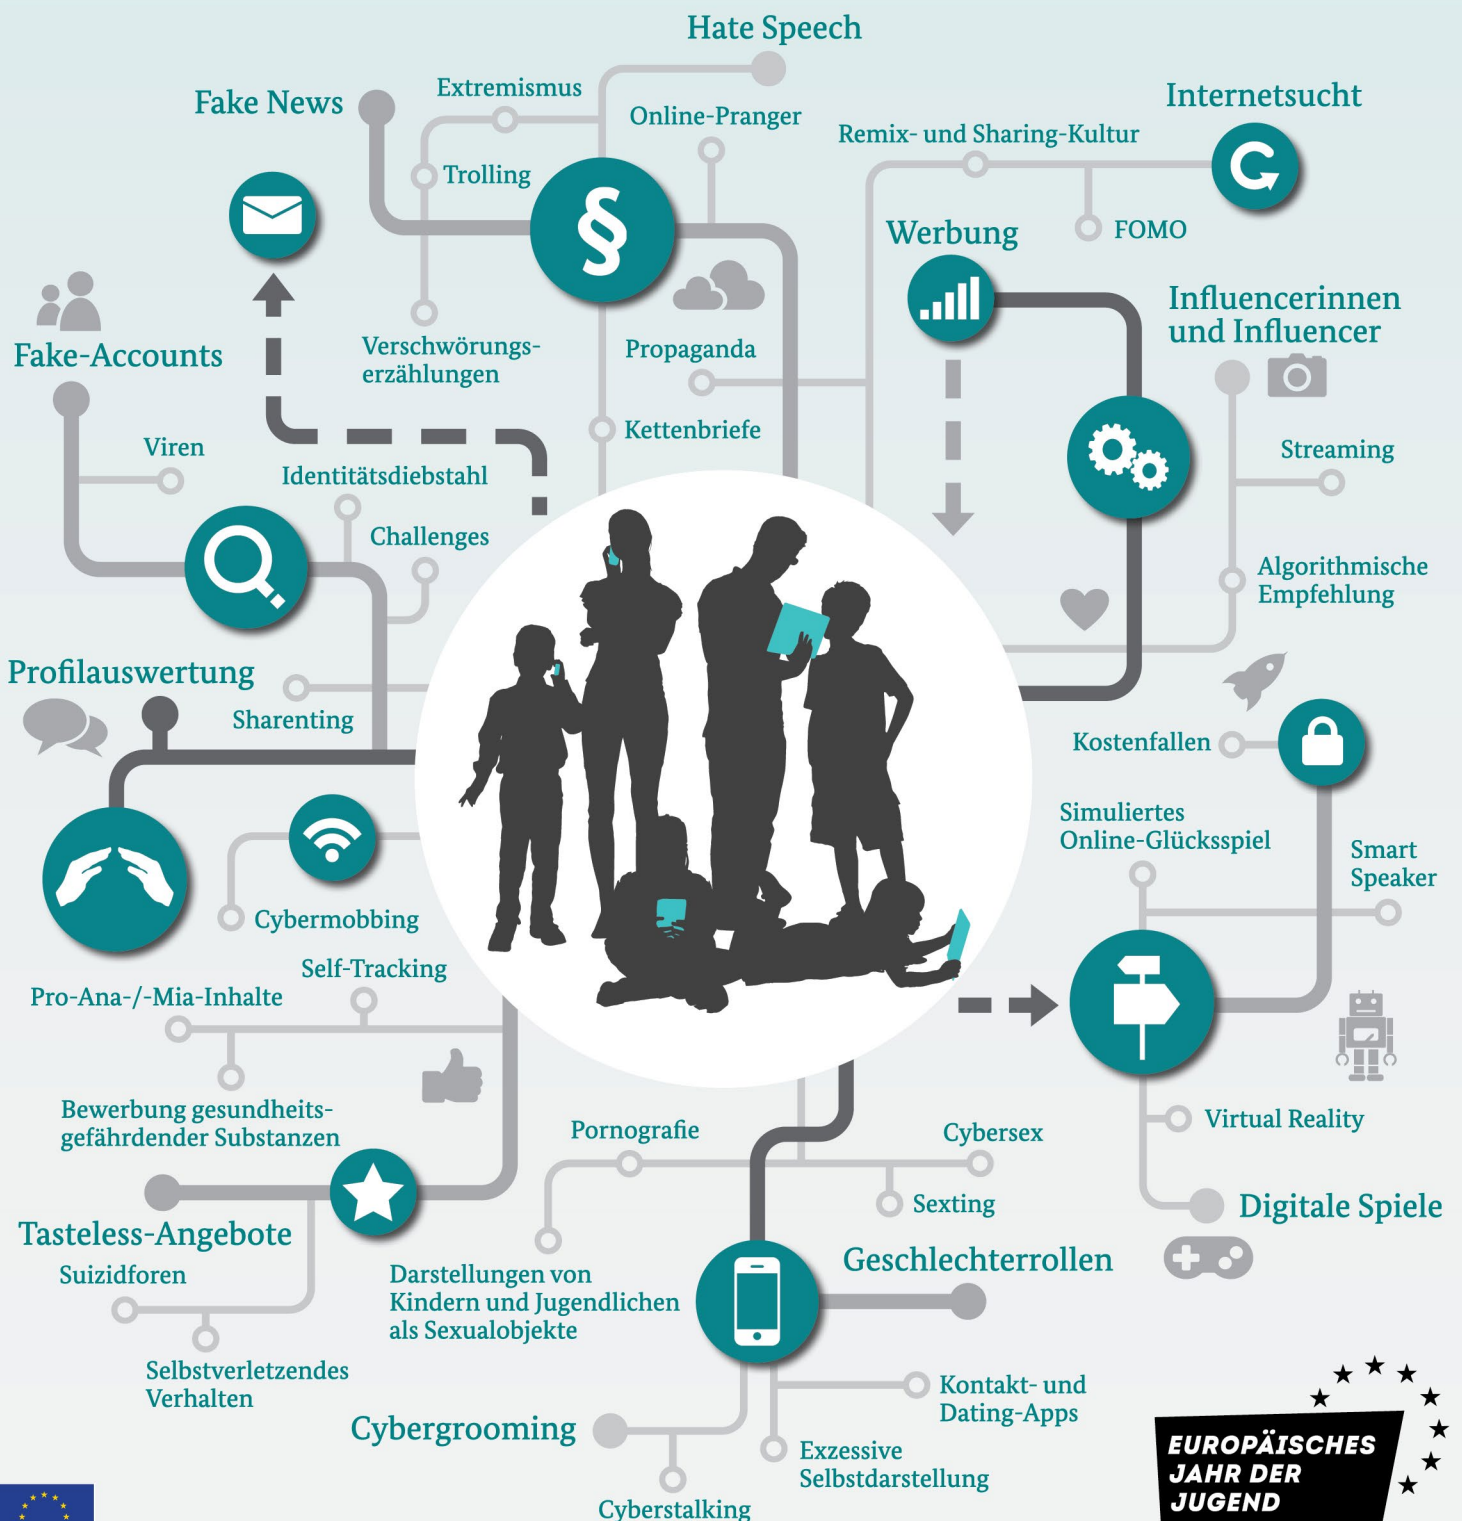 Hate Speech
Fake News
Extremismus
Online-Pranger
Internetsucht
Remix- und Sharing-Kultur
Trolling
§
Werbung
FOMO
Influencerinnen
und Influencer
Fake-Accounts
Verschwörungs-
erzählungen
Propaganda
Kettenbriefe
Viren
Streaming
Identitätsdiebstahl
Challenges
Algorithmische
Empfehlung
Profilauswertung
Sharenting
Kostenfallen
Simuliertes
Online-Glücksspiel
Smart
Speaker
Cybermobbing
Self-Tracking
Pro-Ana-/-Mia-Inhalte
Bewerbung gesundheits-
gefährdender Substanzen
Pornografie
Cybersex
Virtual Reality
Sexting
Digitale Spiele
Tasteless-Angebote
Suizidforen
Darstellungen von
Kindern und Jugendlichen
als Sexualobjekte
Geschlechterrollen
Selbstverletzendes
Verhalten
Kontakt- und
Dating-Apps
Cybergrooming
Exzessive
Selbstdarstellung
Cyberstalking
EUROPÄISCHES
JAHR DER
JUGEND